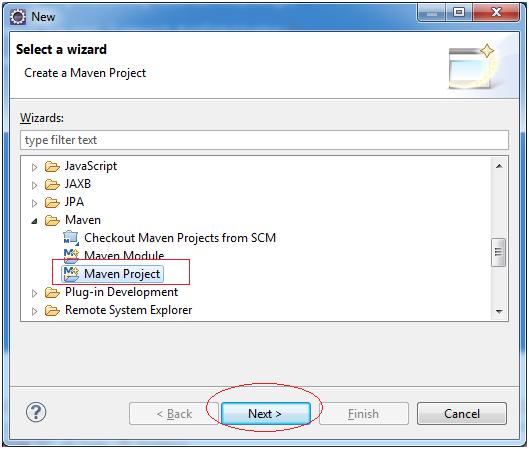 New
Select a wizard
Create a Maven Project
Wizards:
type filter text
JavaScript
JAXB
JPA
Maven
Checkout Maven Projects from SCM
Maven Module
Maven Project
Plug-in Development
Remote System Explorer
? < Back Next > Finish Cancel